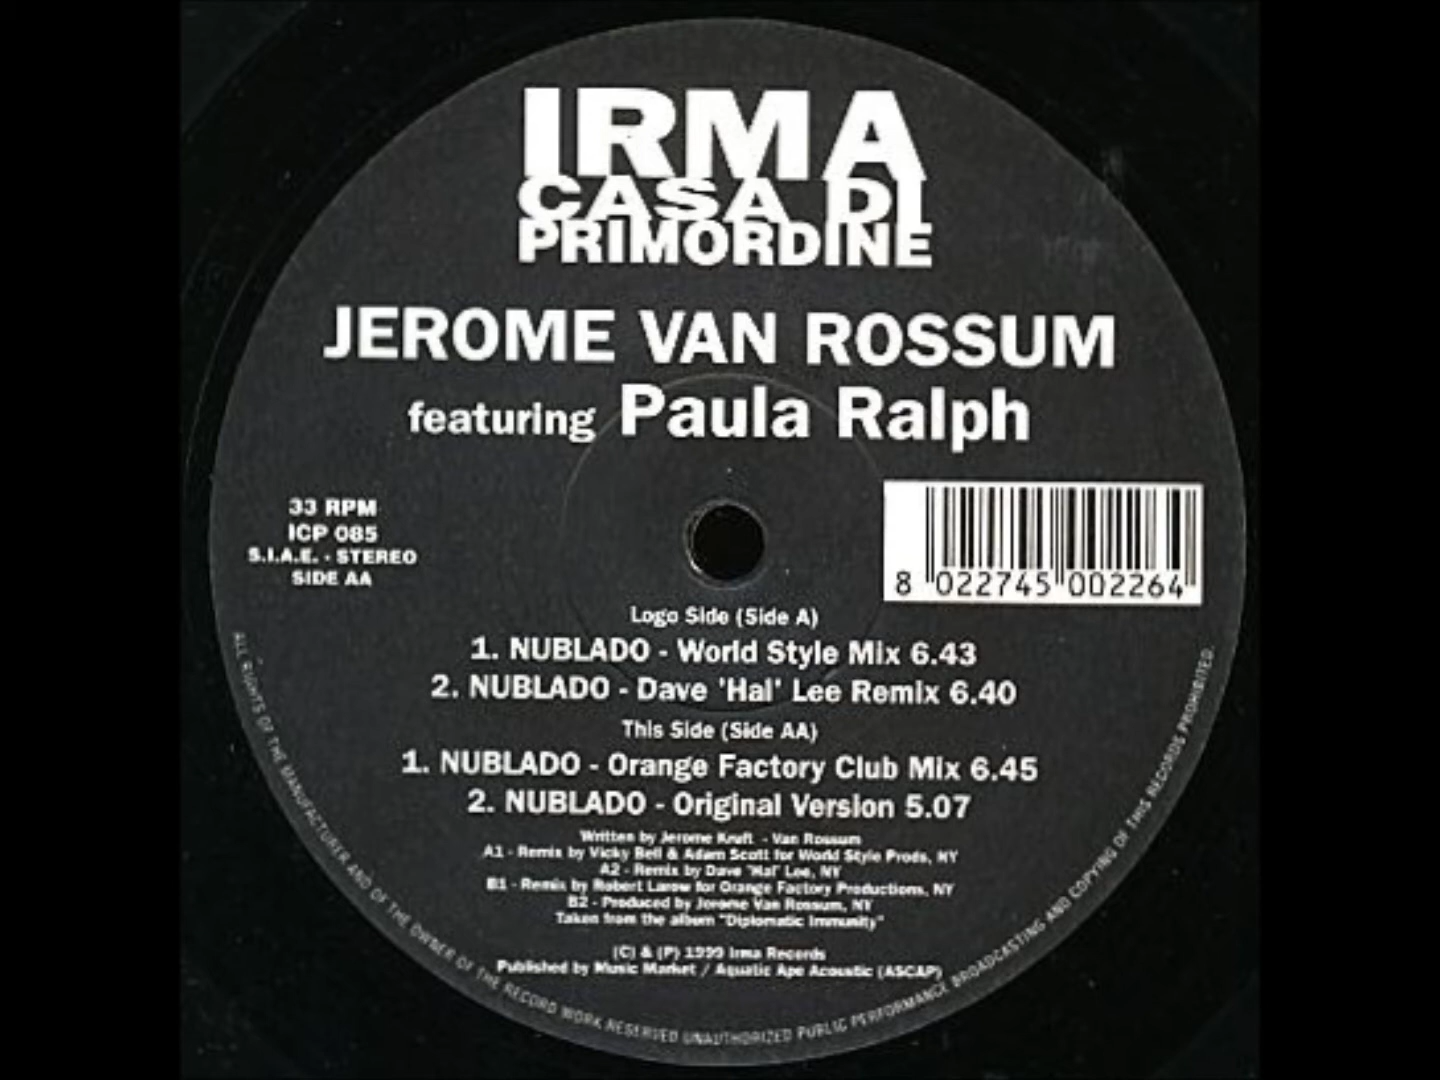 IRMA
CASA DI
PRIMORDINE
JEROME VAN ROSSUM
featuring Paula Ralph
33 RPM
ICP 085
S.I.A.E. - STEREO
SIDE AA
8 022745 002264
Logo Side (Side A)
1. NUBLADO - World Style Mix 6.43
2. NUBLADO - Dave 'Hal' Lee Remix 6.40
This Side (Side AA)
1. NUBLADO - Orange Factory Club Mix 6.45
2. NUBLADO - Original Version 5.07
Written by Jerome Kruft - Van Rossum
A1 - Remix by Vicky Bell & Adam Scott for World Style Prods, NY
A2 - Remix by Dave "Hal" Lee, NY
B1 - Remix by Robert Larow for Orange Factory Productions, NY
B2 - Produced by Jerome Van Rossum, NY
Taken from the album "Diplomatic Immunity"
(C) & (P) 1999 Irma Records
Published by Music Market / Aquatic Ape Acoustic (ASCAP)
ALL RIGHTS OF THE MANUFACTURER AND OF THE OWNER OF THE RECORD WORK RESERVED UNAUTHORIZED PUBLIC PERFORMANCE BROADCASTING AND COPYING OF THIS RECORDS PROHIBITED.